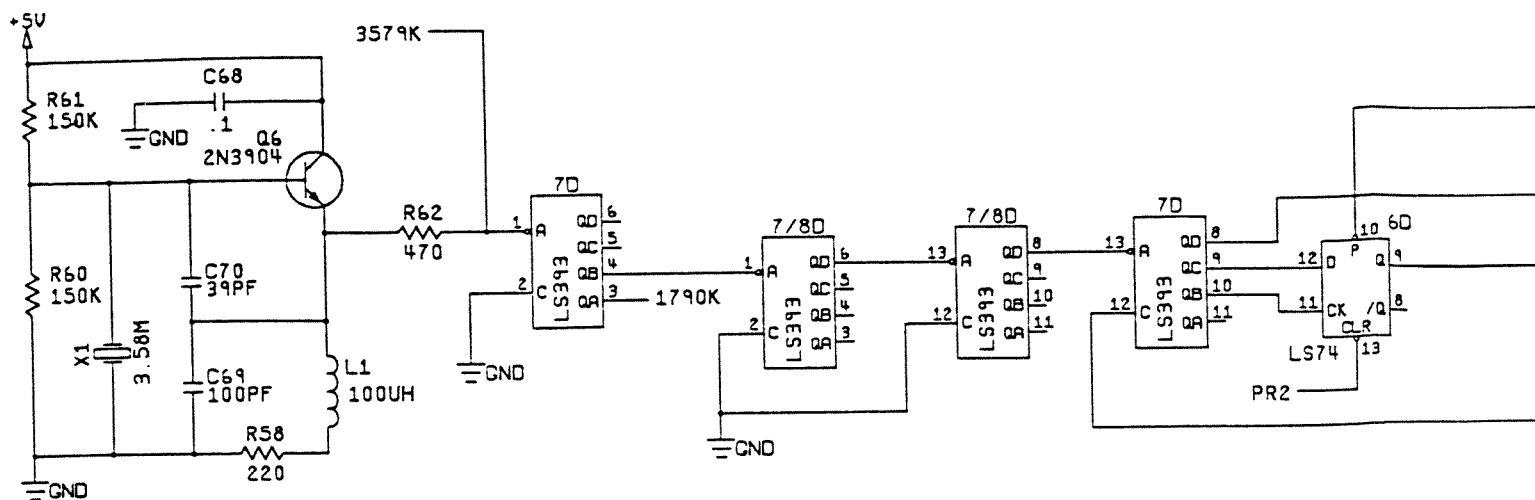 +5V
3579K
C68
R61
150K
GND
.1
Q6
2N3904
7D
1
A
QD
6
QC
5
QB
4
QA
3
2
C
LS393
R62
470
1790K
GND
7/8D
1
A
QD
6
QC
5
QB
4
QA
3
2
C
LS393
GND
7/8D
13
A
QD
8
QC
9
QB
10
QA
11
12
C
LS393
7D
13
A
QD
8
QC
9
QB
10
QA
11
12
C
LS393
10
6D
P
12
D
Q
9
11
CK
/Q
8
CLR
13
LS74
PR2
R60
150K
C70
39PF
X1
3.58M
C69
100PF
L1
100UH
R58
220
GND